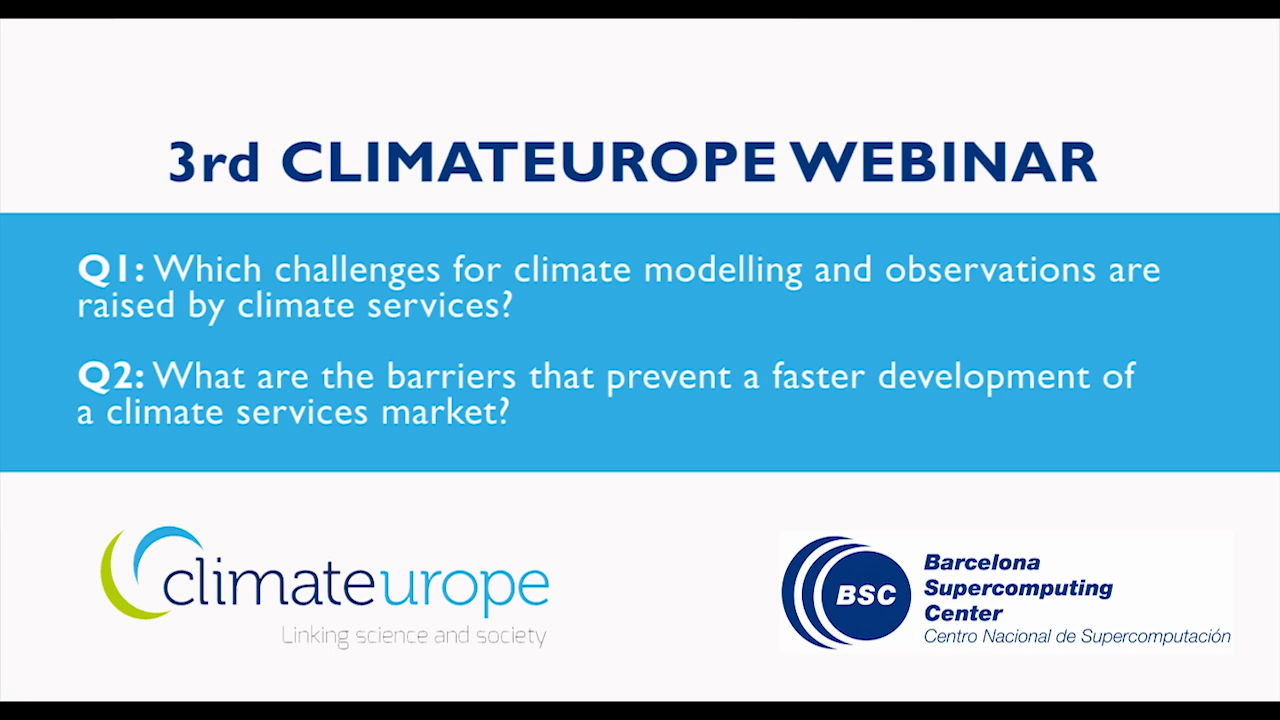 3rd CLIMATEUROPE WEBINAR
Q1: Which challenges for climate modelling and observations are
raised by climate services?
Q2: What are the barriers that prevent a faster development of
a climate services market?
climateurope
Linking science and society
BSC
Barcelona
Supercomputing
Center
Centro Nacional de Supercomputación